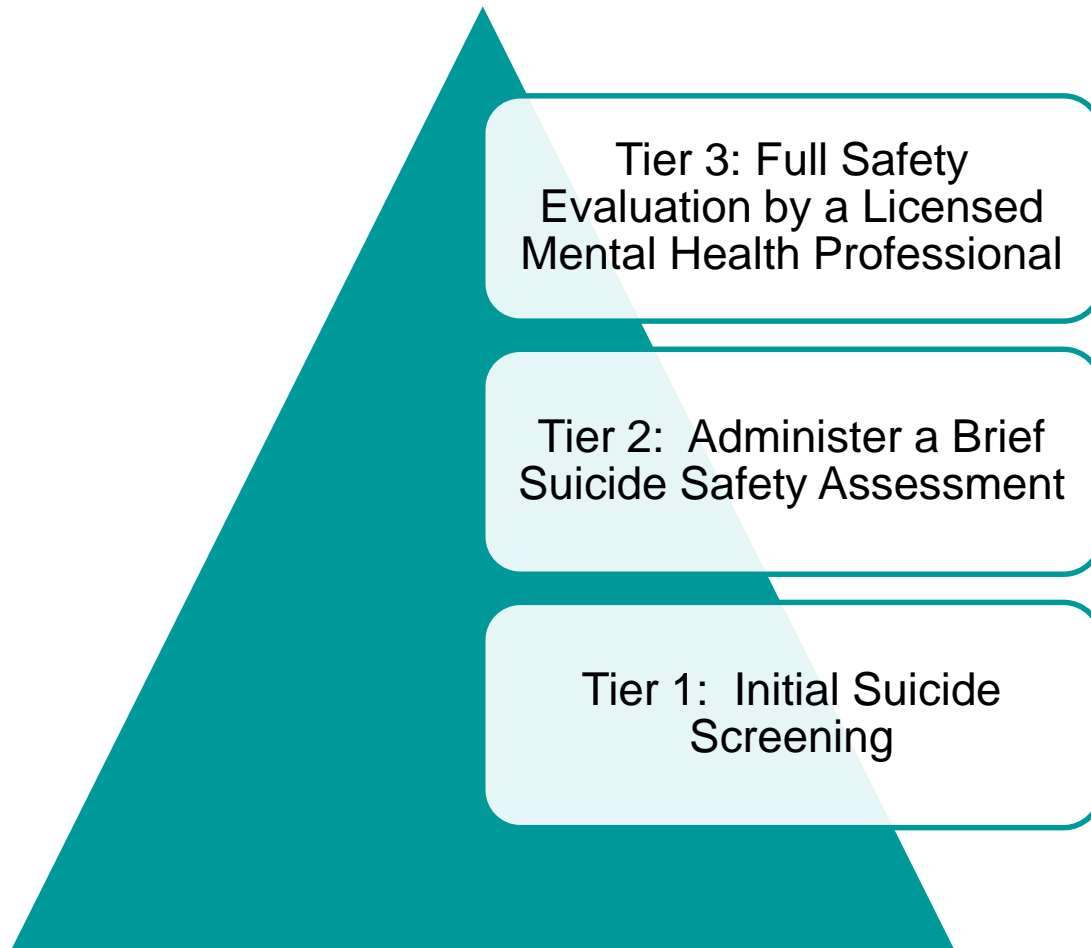 Tier 3: Full Safety
Evaluation by a Licensed
Mental Health Professional
Tier 2:  Administer a Brief
Suicide Safety Assessment
Tier 1:  Initial Suicide
Screening